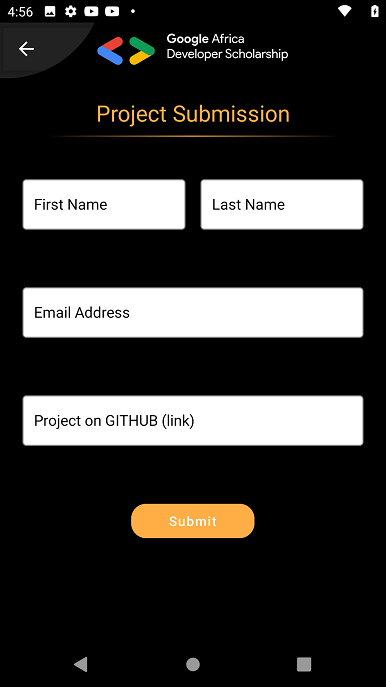 4:56
Google Africa
Developer Scholarship
Project Submission
First Name
Last Name
Email Address
Project on GITHUB (link)
Submit